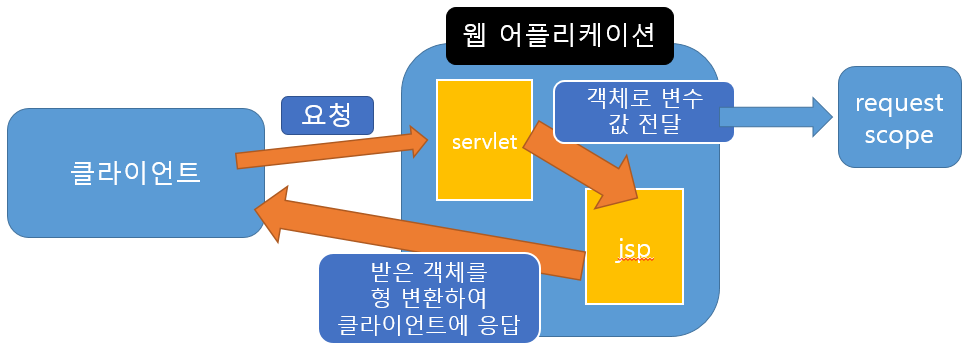 웹 어플리케이션
요청
클라이언트
servlet
객체로 변수
값 전달
request
scope
jsp
받은 객체를
형 변환하여
클라이언트에 응답